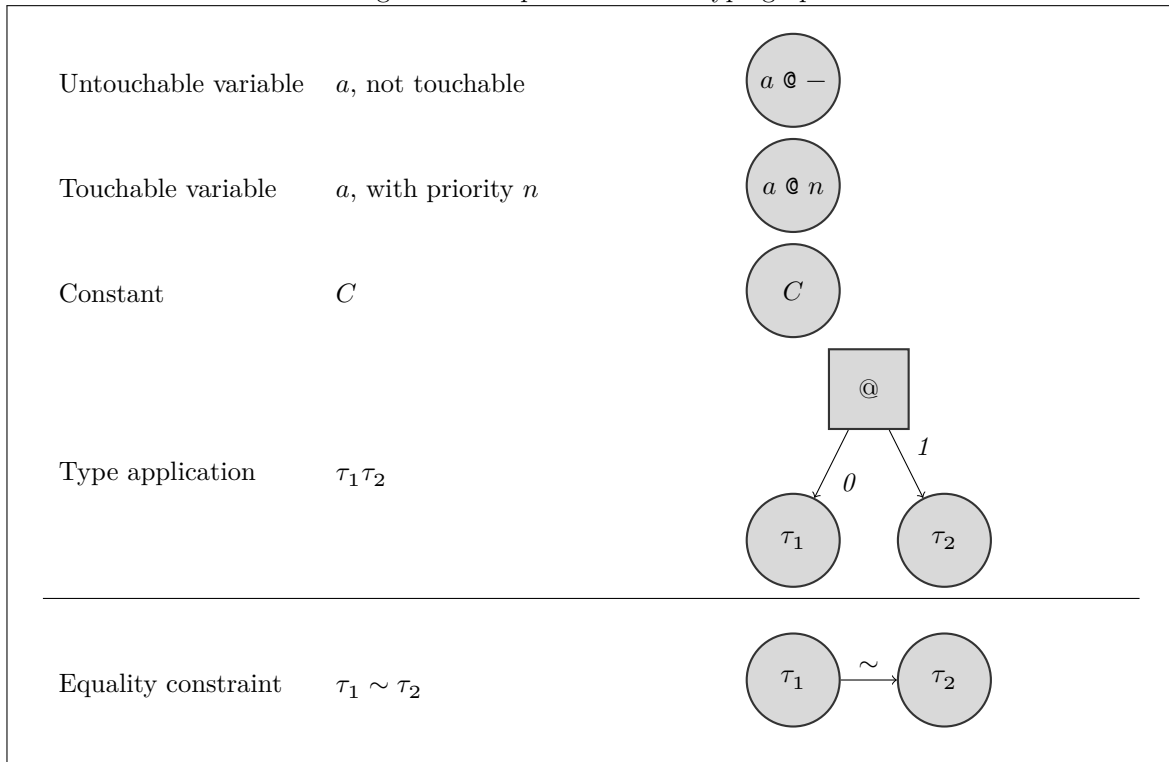 Untouchable variable a, not touchable a @ −
Touchable variable a, with priority n a @ n
Constant C C
@
Type application τ₁τ₂ 0 1
τ₁ τ₂
Equality constraint τ₁ ∼ τ₂ τ₁ ∼ τ₂